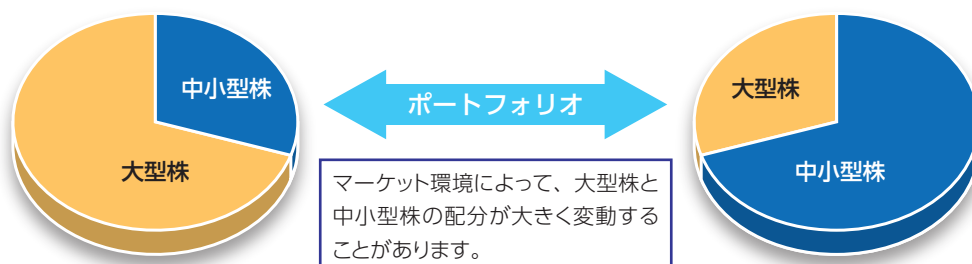 中小型株
大型株
ポートフォリオ
マーケット環境によって、大型株と
中小型株の配分が大きく変動する
ことがあります。
大型株
中小型株